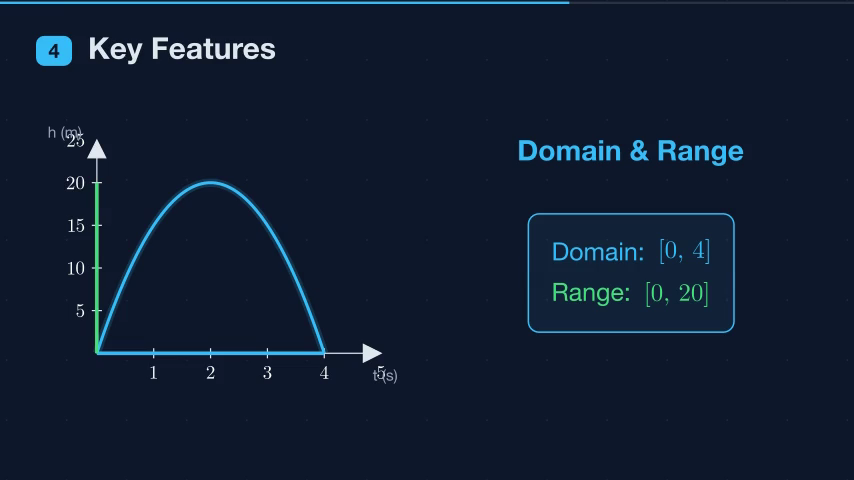 4 Key Features
h (m)
25
20
15
10
5
1 2 3 4 5
t (s)
Domain & Range
Domain: [0, 4]
Range: [0, 20]